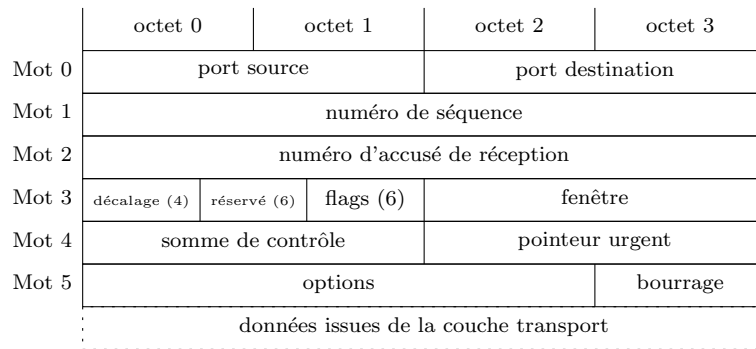 octet 0 octet 1 octet 2 octet 3
Mot 0 port source port destination
Mot 1 numéro de séquence
Mot 2 numéro d'accusé de réception
Mot 3 décalage (4) réservé (6) flags (6) fenêtre
Mot 4 somme de contrôle pointeur urgent
Mot 5 options bourrage
données issues de la couche transport